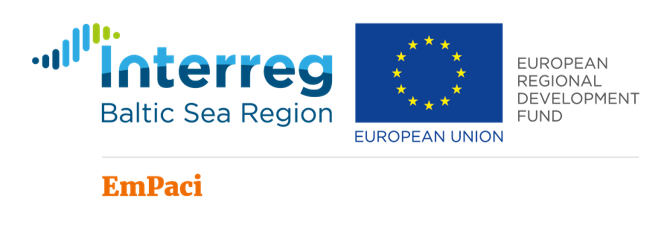 Interreg
Baltic Sea Region
EUROPEAN UNION
EUROPEAN
REGIONAL
DEVELOPMENT
FUND
EmPaci